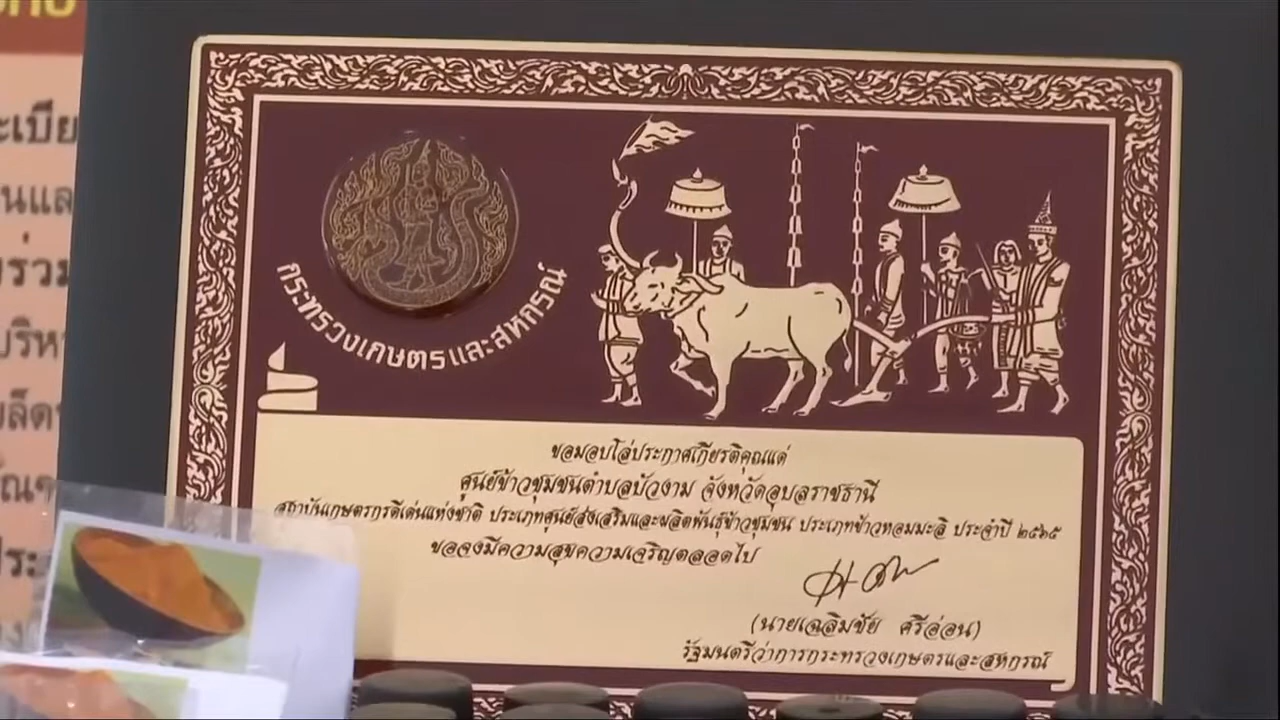 กระทรวงเกษตรและสหกรณ์
ขอมอบโล่ประกาศเกียรติคุณแด่
ศูนย์ข้าวชุมชนตำบลบัวงาม จังหวัดอุบลราชธานี
สถาบันเกษตรกรดีเด่นแห่งชาติ ประเภทศูนย์ส่งเสริมและผลิตพันธุ์ข้าวชุมชน ประเภทข้าวหอมมะลิ ประจำปี ๒๕๖๕
ขอจงมีความสุขความเจริญตลอดไป
(นายเฉลิมชัย ศรีอ่อน)
รัฐมนตรีว่าการกระทรวงเกษตรและสหกรณ์